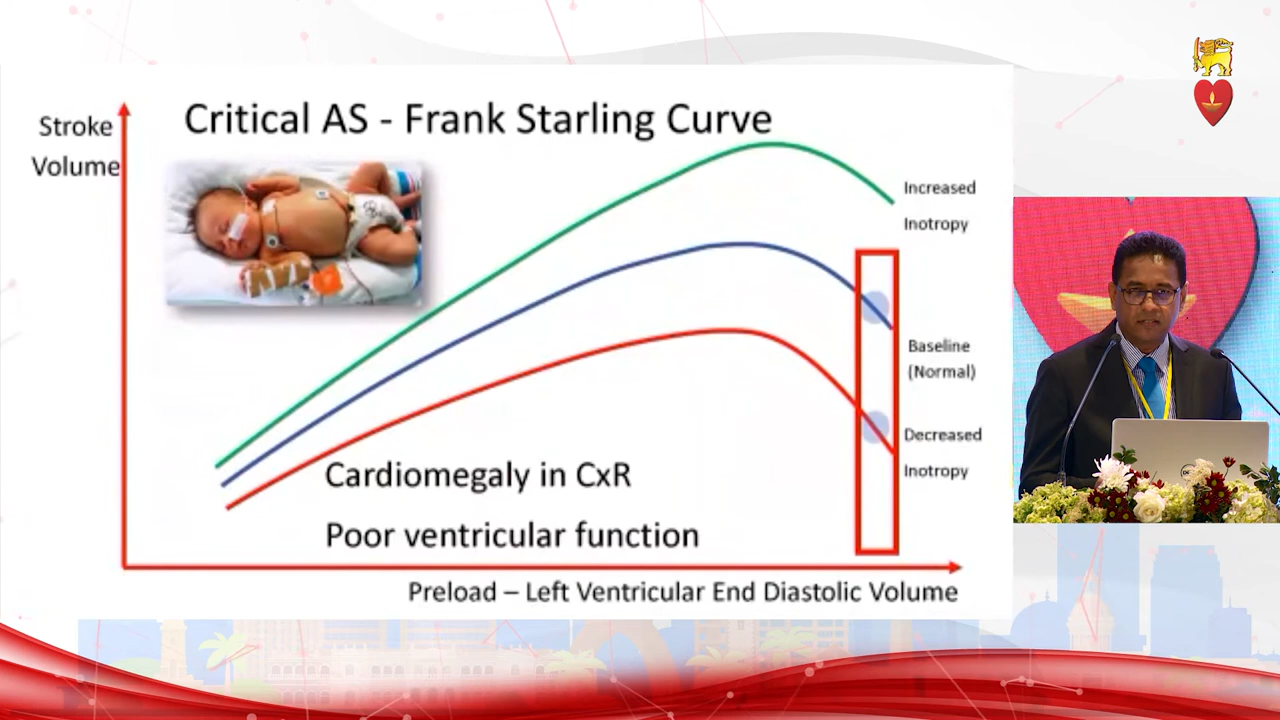 Critical AS - Frank Starling Curve
Stroke
Volume
Increased
Inotropy
Baseline
(Normal)
Decreased
Inotropy
Cardiomegaly in CxR
Poor ventricular function
Preload – Left Ventricular End Diastolic Volume